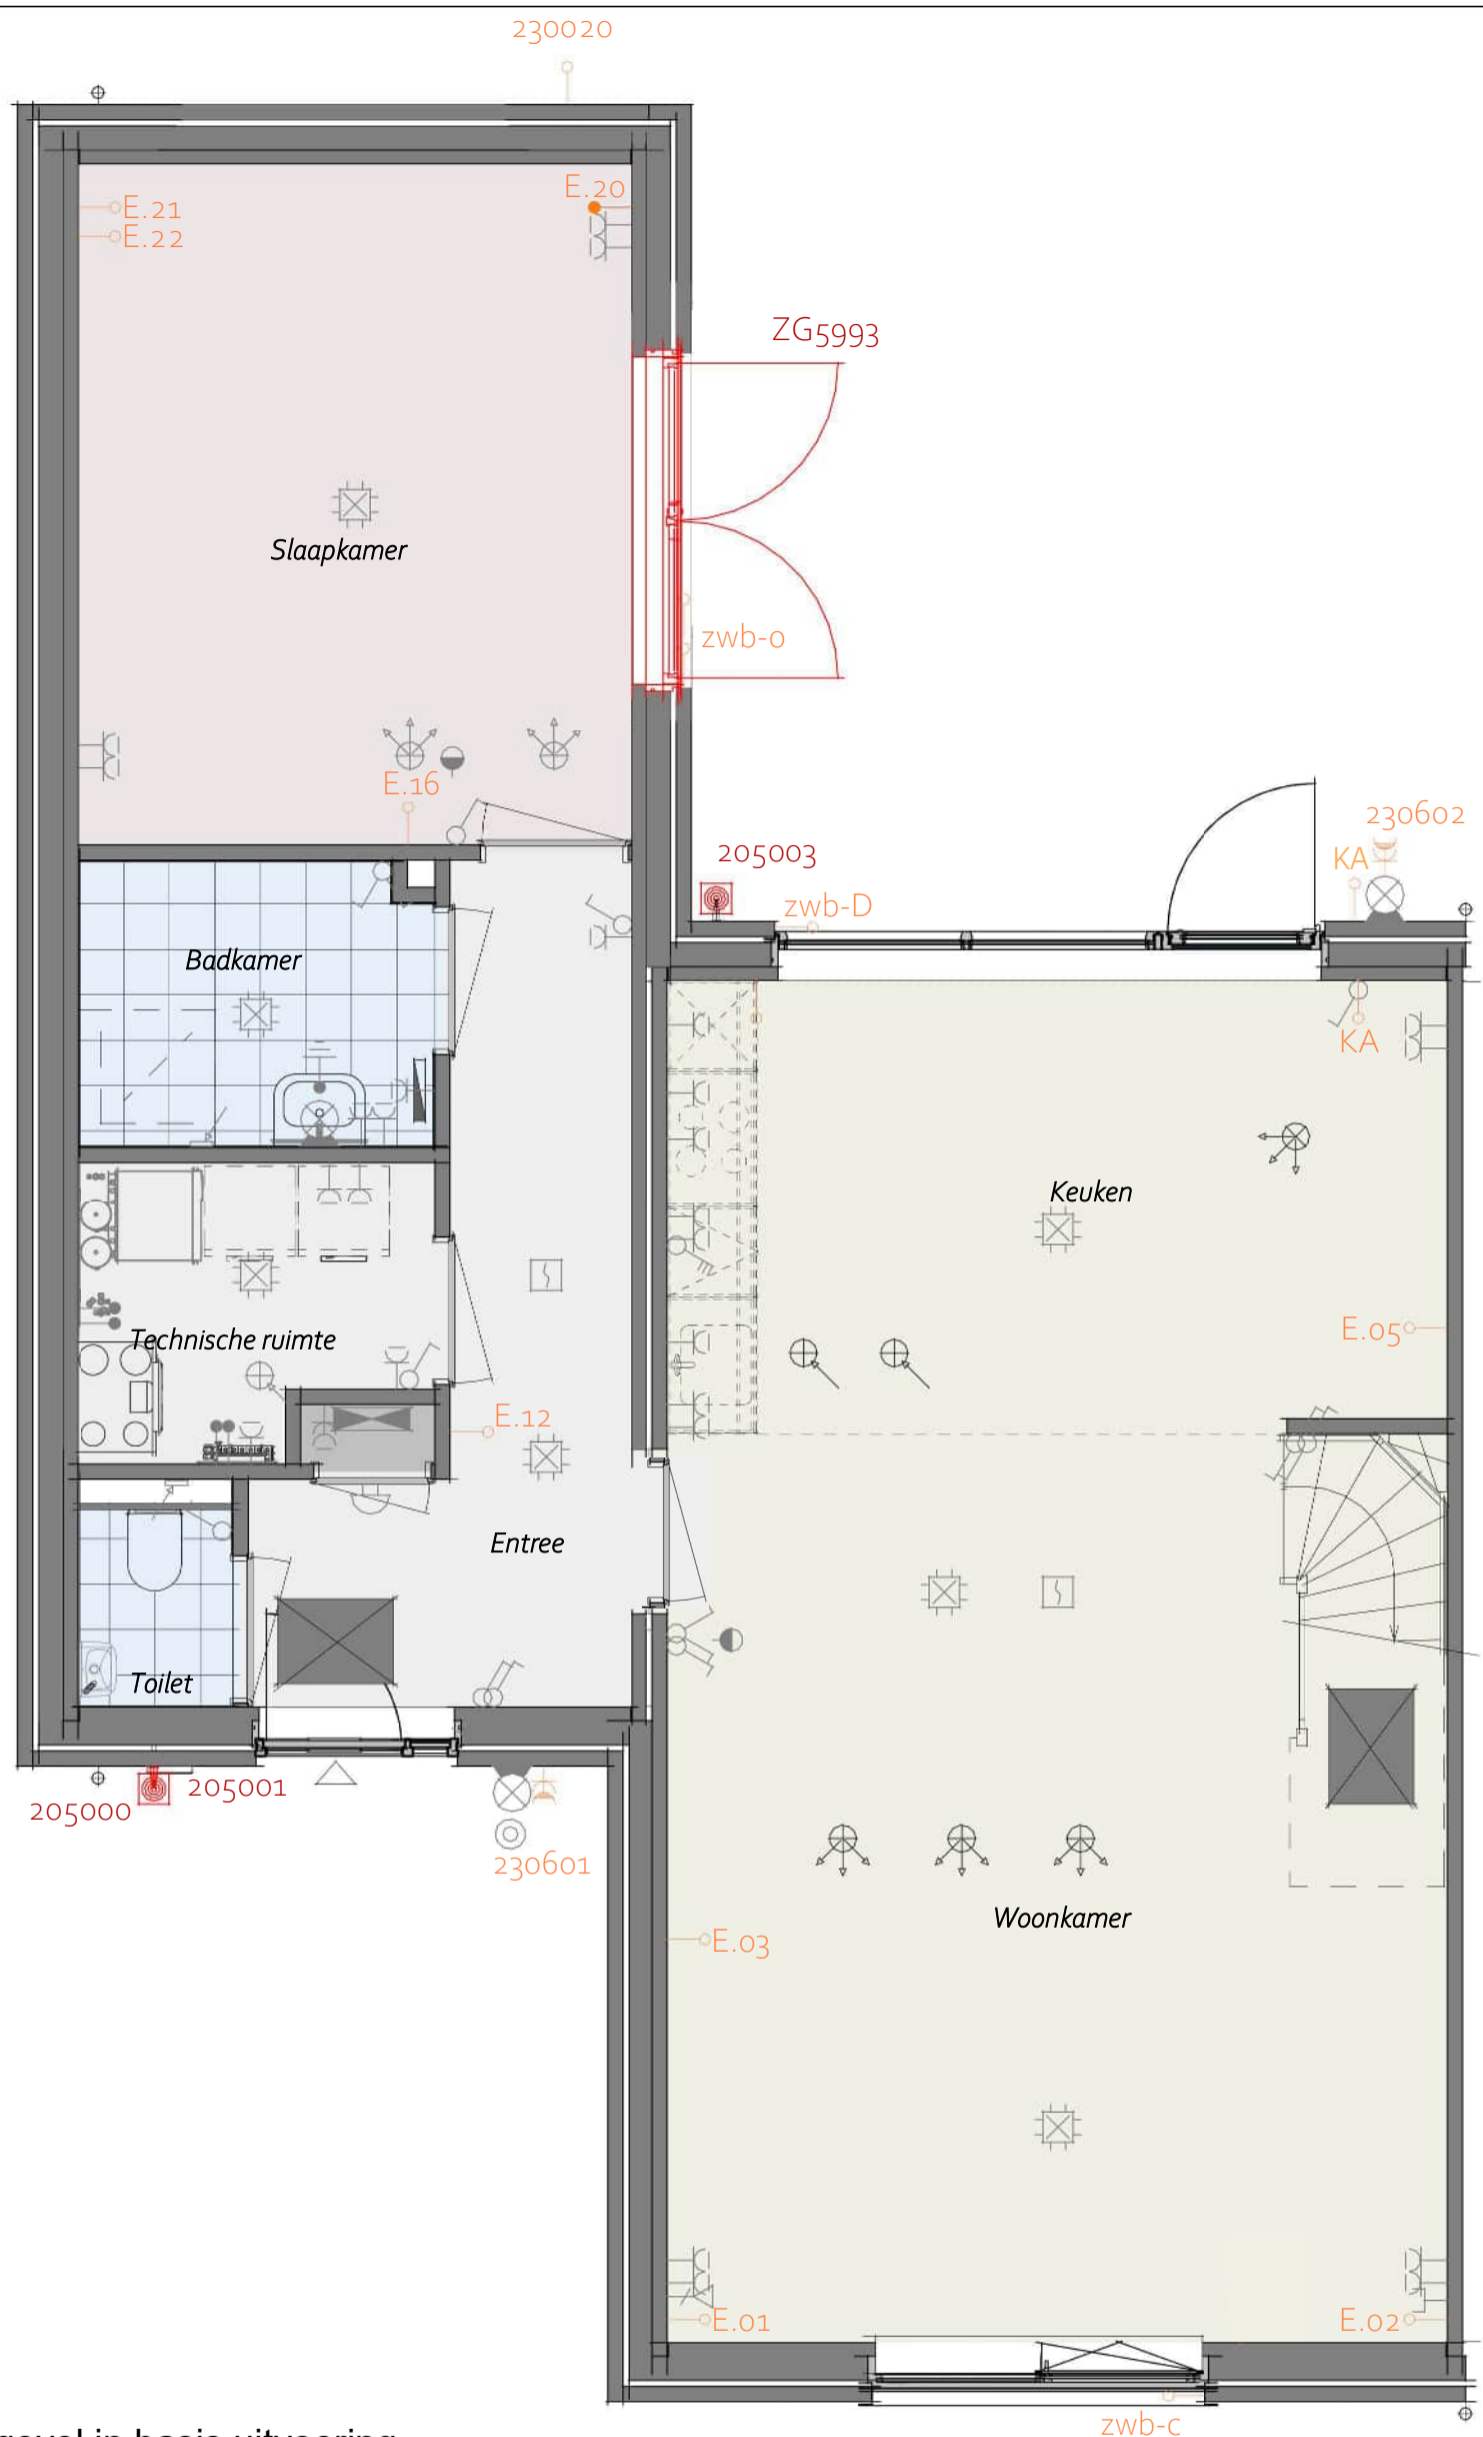 230020
E.21
E.20
E.22
ZG5993
Slaapkamer
zwb-o
E.16
230602
205003
KA
zwb-D
Badkamer
KA
Keuken
E.05
Technische ruimte
E.12
Entree
Toilet
205001
205000
230601
Woonkamer
E.03
E.01
E.02
zwb-c